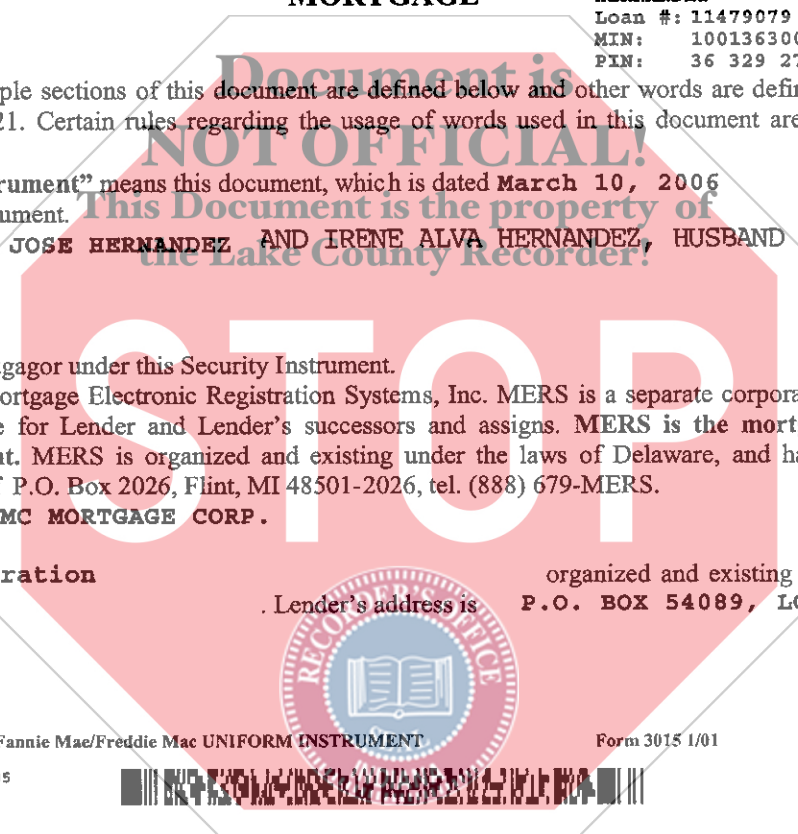 MORTGAGE
Loan #: 11479079
MIN: 10013630
PIN: 36 329 27
Document is
ple sections of this document are defined below and other words are defin
21. Certain rules regarding the usage of words used in this document are
NOT OFFICIAL!
rument” means this document, which is dated March 10, 2006
ument.
This Document is the property of
JOSE HERNANDEZ AND IRENE ALVA HERNANDEZ, HUSBAND
the Lake County Recorder!
STOP
gagor under this Security Instrument.
ortgage Electronic Registration Systems, Inc. MERS is a separate corpora
e for Lender and Lender’s successors and assigns. MERS is the mort
nt. MERS is organized and existing under the laws of Delaware, and ha
P.O. Box 2026, Flint, MI 48501-2026, tel. (888) 679-MERS.
MC MORTGAGE CORP.
ration organized and existing
. Lender’s address is P.O. BOX 54089, LO
RECORDER'S OFFICE
Fannie Mae/Freddie Mac UNIFORM INSTRUMENT Form 3015 1/01